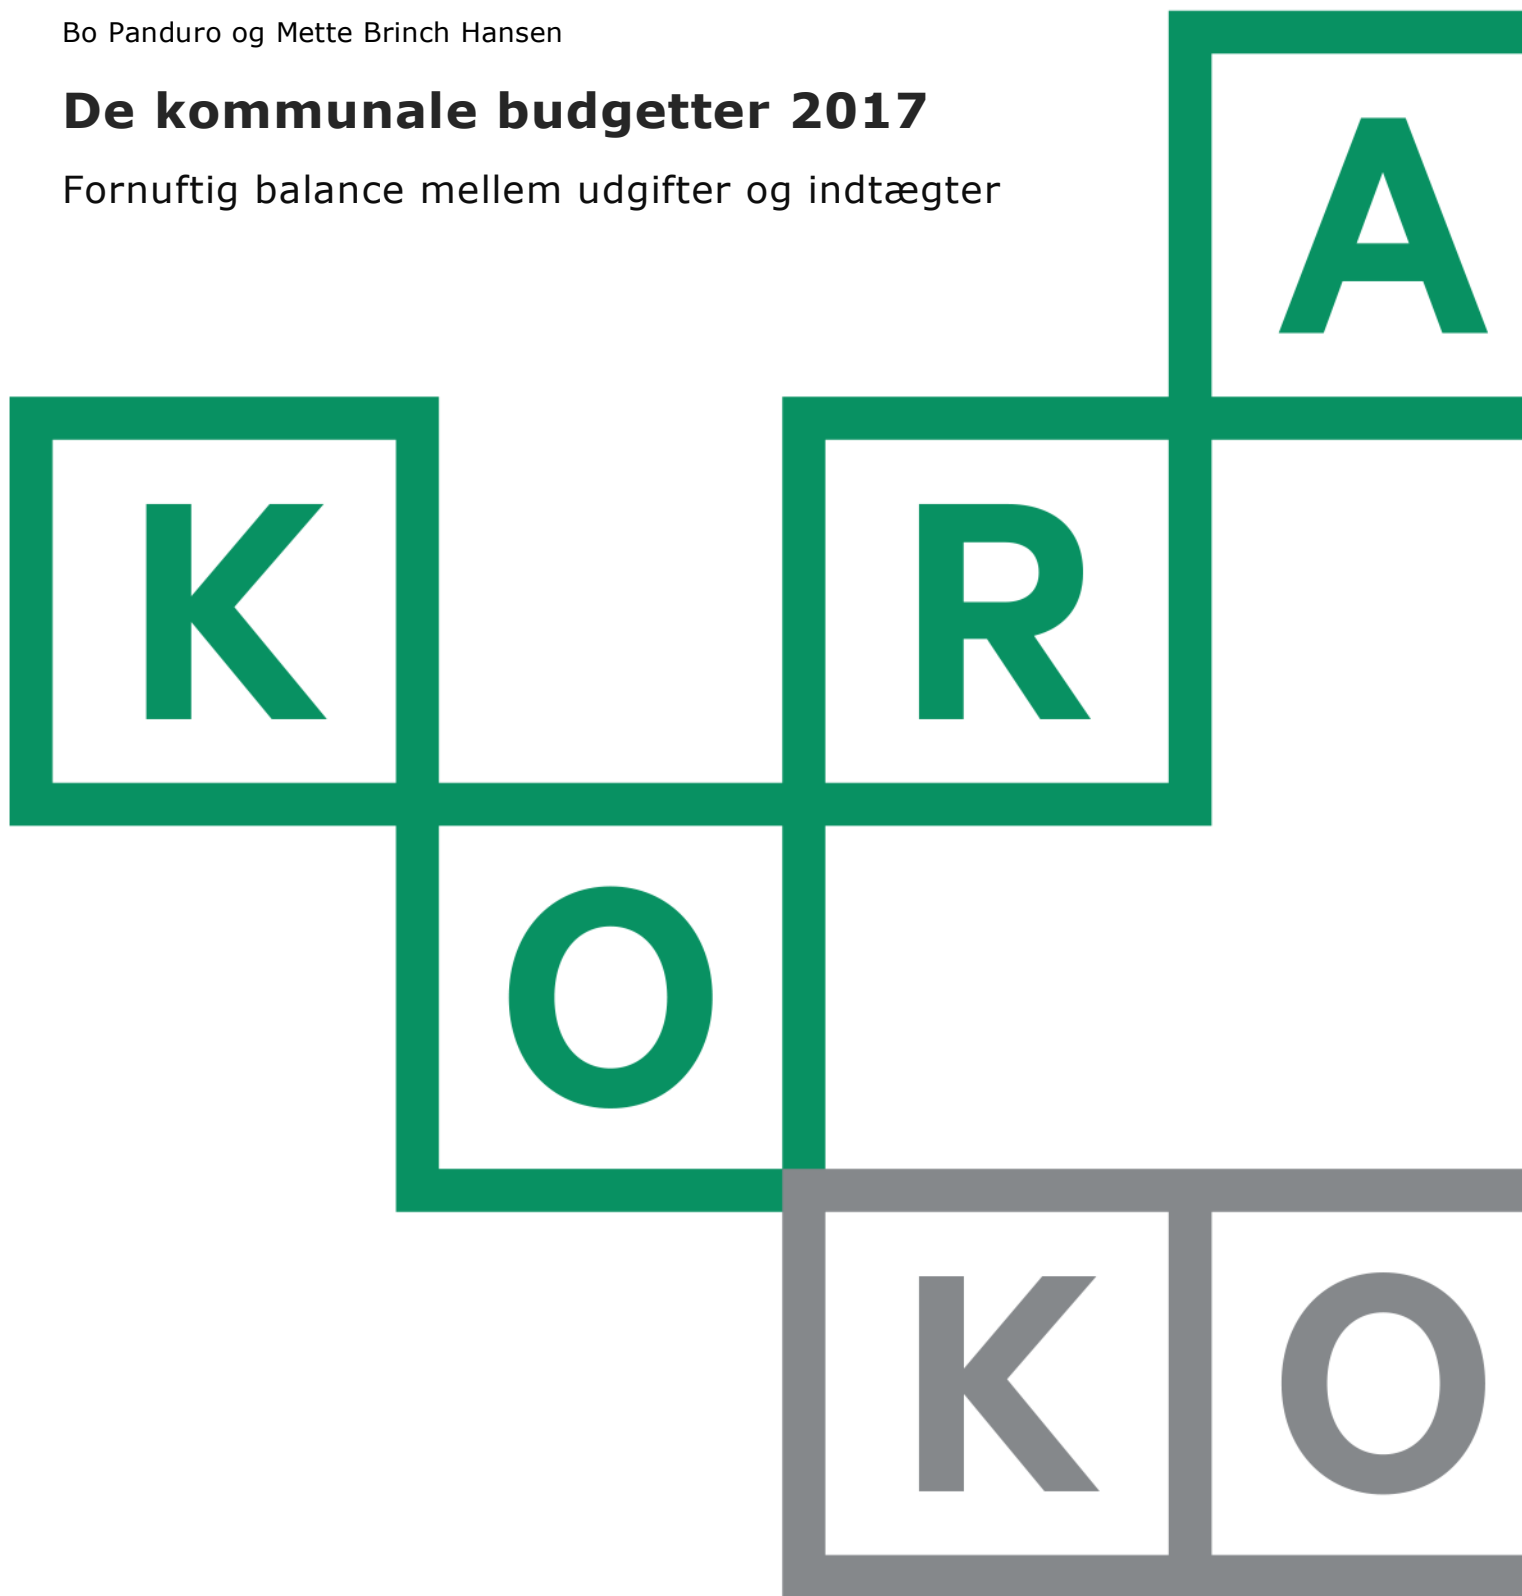 Bo Panduro og Mette Brinch Hansen
De kommunale budgetter 2017
Fornuftig balance mellem udgifter og indtægter
A
K R
O
K O